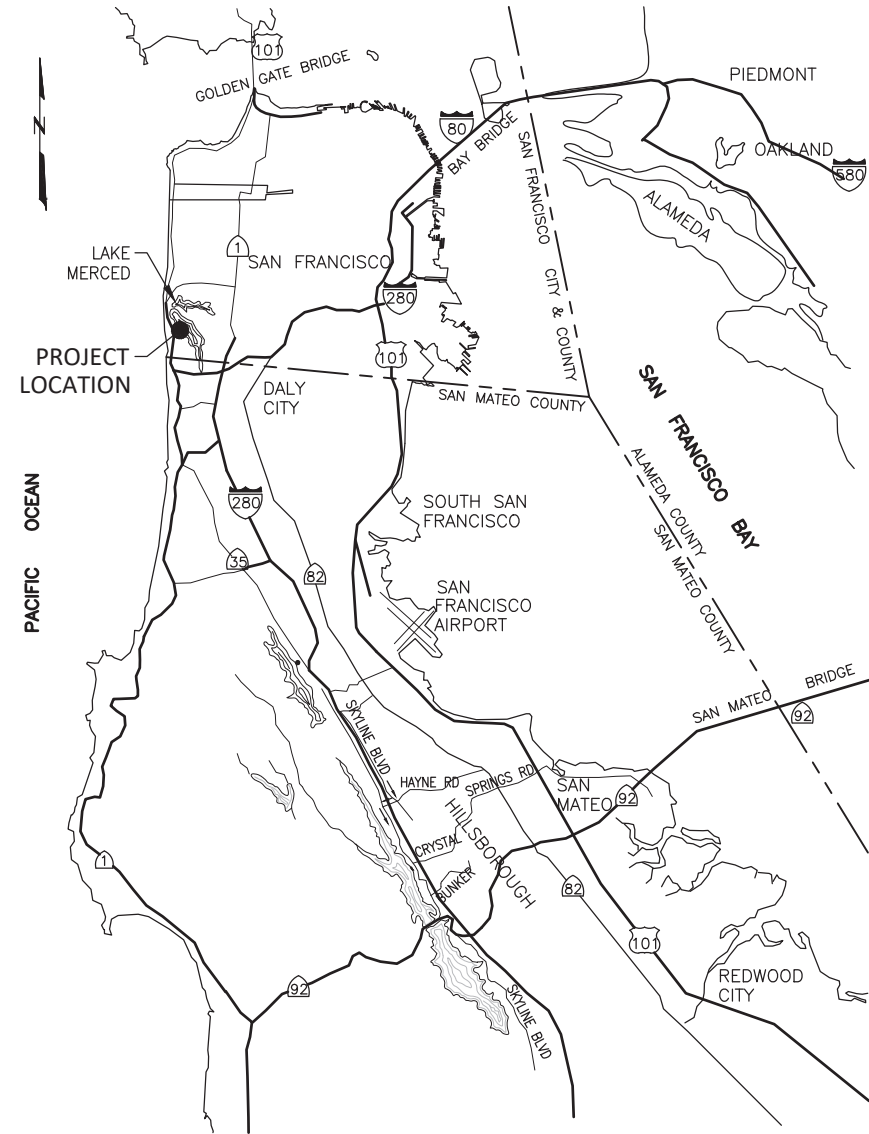 101
GOLDEN GATE BRIDGE
N
80
BAY BRIDGE
PIEDMONT
OAKLAND
580
ALAMEDA
SAN FRANCISCO CITY & COUNTY
1
SAN FRANCISCO
LAKE
MERCED
280
PROJECT
LOCATION
101
DALY
CITY
SAN MATEO COUNTY
SAN FRANCISCO BAY
ALAMEDA COUNTY
SAN MATEO COUNTY
PACIFIC OCEAN
280
SOUTH SAN
FRANCISCO
35
82
SAN
FRANCISCO
AIRPORT
SAN MATEO BRIDGE
92
SKYLINE BLVD
HAYNE RD
CRYSTAL SPRINGS RD
SAN
MATEO
92
HILLSBOROUGH
BUNKER
1
82
101
REDWOOD
CITY
92
SKYLINE BLVD